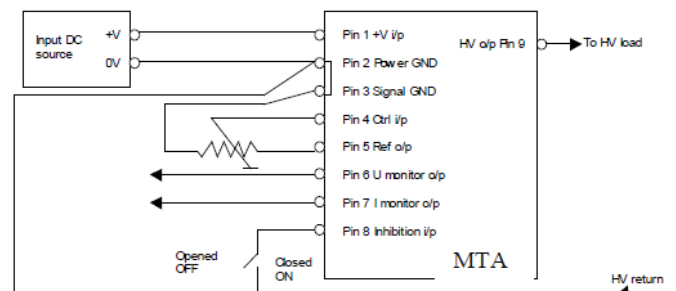 Input DC
source
+V
0V
Pin 1 +V i/p
Pin 2 Power GND
Pin 3 Signal GND
Pin 4 Ctrl i/p
Pin 5 Ref o/p
Pin 6 U monitor o/p
Pin 7 I monitor o/p
Pin 8 Inhibition i/p
HV o/p Pin 9
To HV load
Opened
OFF
Closed
ON
MTA
HV return